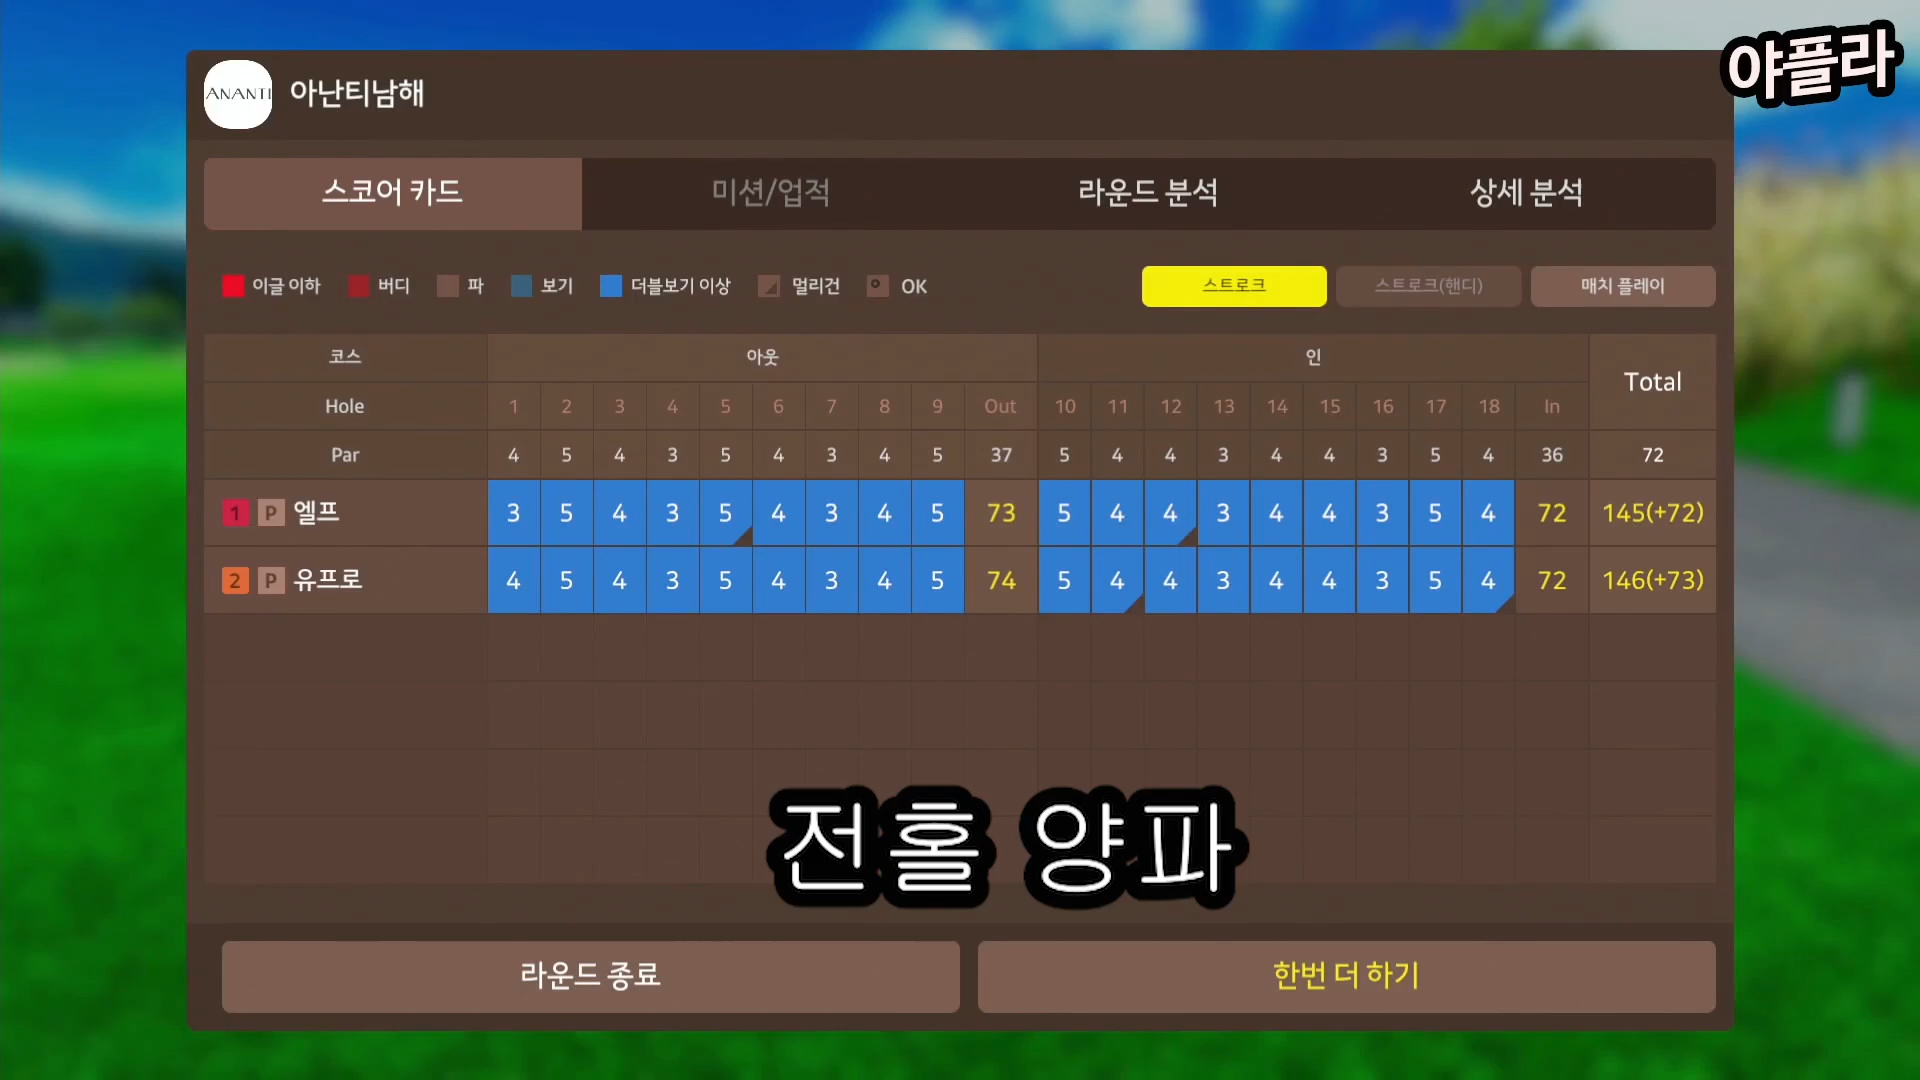 야플라
ANANTI 아난티남해
스코어 카드 미션/업적 라운드 분석 상세 분석
이글 이하 버디 파 보기 더블보기 이상 멀리건 OK 스트로크 스트로크(핸디) 매치 플레이
코스 아웃 인 Total
Hole 1 2 3 4 5 6 7 8 9 Out 10 11 12 13 14 15 16 17 18 In
Par 4 5 4 3 5 4 3 4 5 37 5 4 4 3 4 4 3 5 4 36 72
1 P 엘프 3 5 4 3 5 4 3 4 5 73 5 4 4 3 4 4 3 5 4 72 145(+72)
2 P 유프로 4 5 4 3 5 4 3 4 5 74 5 4 4 3 4 4 3 5 4 72 146(+73)
전홀 양파
라운드 종료 한번 더 하기